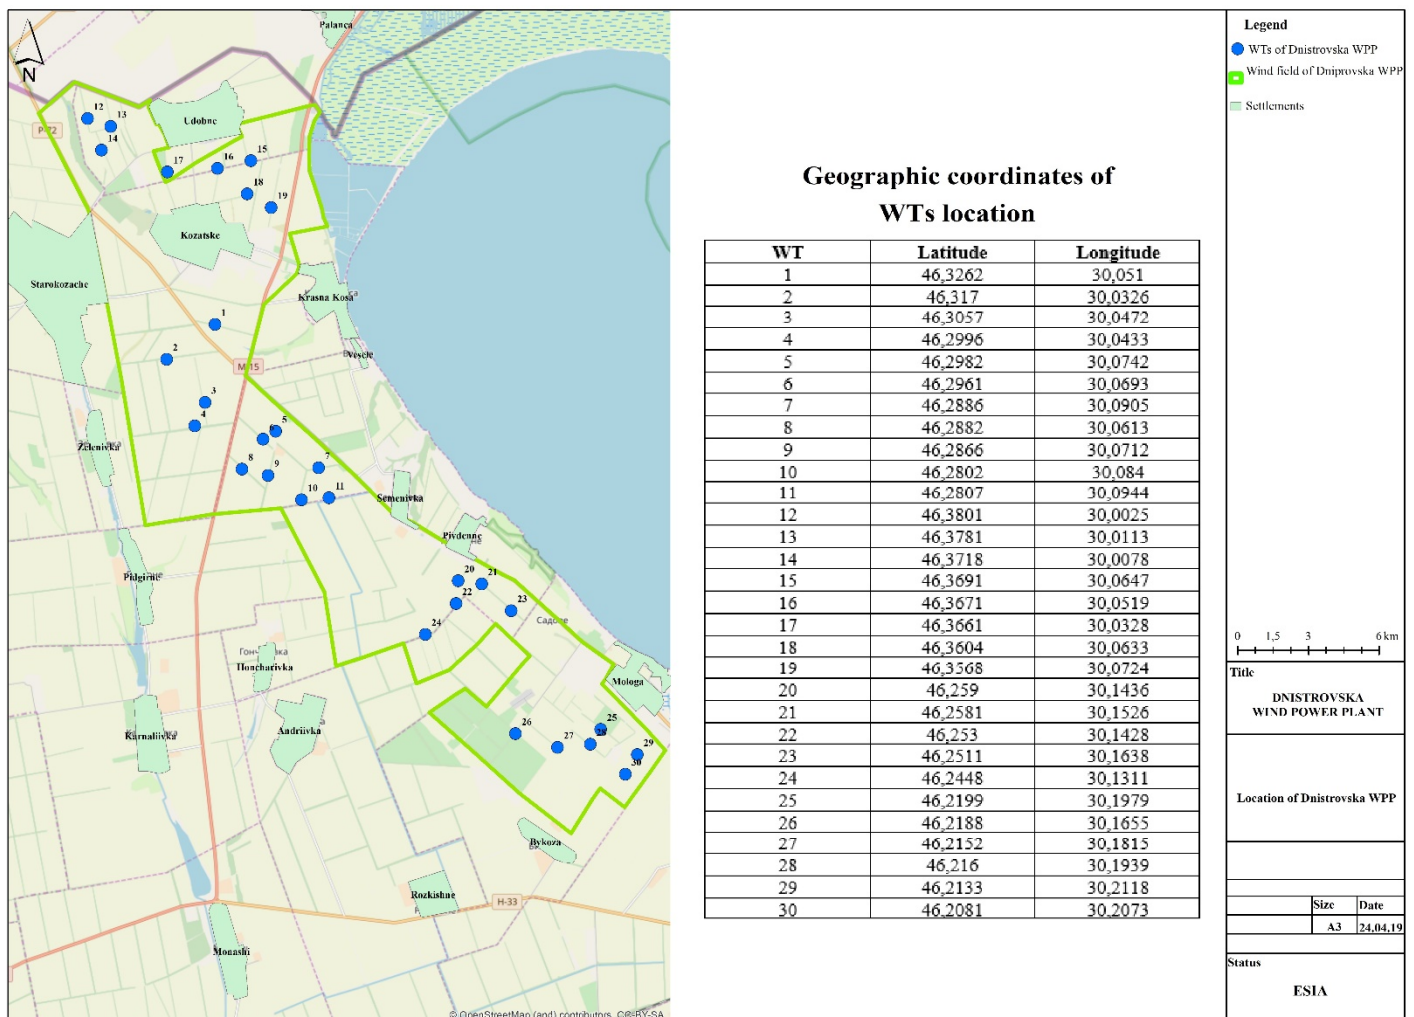 Palanca
N
12
13
14
P-72
Udobne
17
16
15
18
19
Kozatske
Starokozache
Krasna Kosa
1
2
Vesele
M-15
3
4
Zelenivka
5
6
8
9
7
10
11
Semenivka
Pivdenne
Pidgirne
20
21
22
23
Садове
24
Honcharivka
Mologa
Karnaliivka
Andriivka
26
25
27
28
29
30
Bykoza
Rozkishne
H-33
Monashi
© OpenStreetMap (and) contributors, CC-BY-SA
Geographic coordinates of
WTs location
WT Latitude Longitude
1 46,3262 30,051
2 46,317 30,0326
3 46,3057 30,0472
4 46,2996 30,0433
5 46,2982 30,0742
6 46,2961 30,0693
7 46,2886 30,0905
8 46,2882 30,0613
9 46,2866 30,0712
10 46,2802 30,084
11 46,2807 30,0944
12 46,3801 30,0025
13 46,3781 30,0113
14 46,3718 30,0078
15 46,3691 30,0647
16 46,3671 30,0519
17 46,3661 30,0328
18 46,3604 30,0633
19 46,3568 30,0724
20 46,259 30,1436
21 46,2581 30,1526
22 46,253 30,1428
23 46,2511 30,1638
24 46,2448 30,1311
25 46,2199 30,1979
26 46,2188 30,1655
27 46,2152 30,1815
28 46,216 30,1939
29 46,2133 30,2118
30 46,2081 30,2073
Legend
WTs of Dnistrovska WPP
Wind field of Dniprovska WPP
Settlements
0 1,5 3 6 km
Title
DNISTROVSKA
WIND POWER PLANT
Location of Dnistrovska WPP
Size Date
A3 24.04.19
Status
ESIA